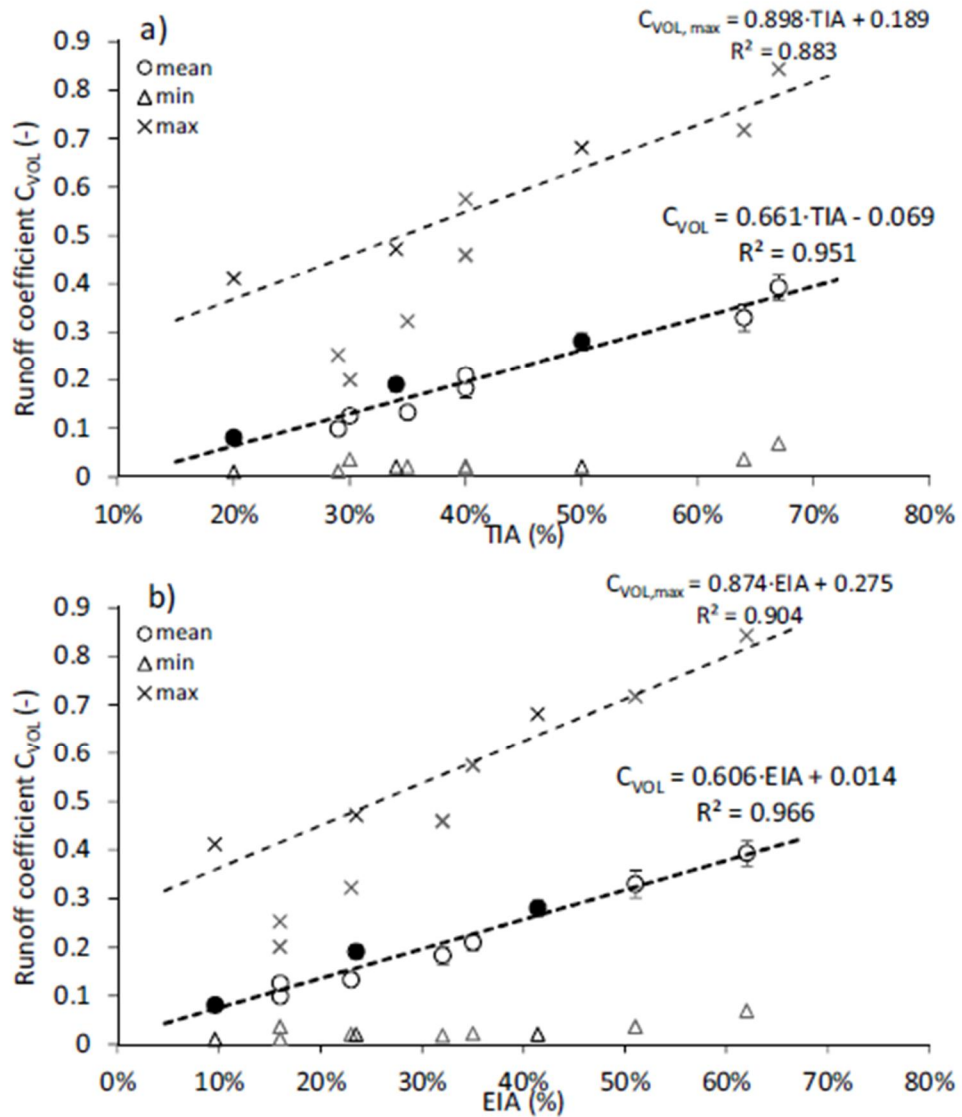 a)
C_VOL, max = 0.898·TIA + 0.189
R² = 0.883
mean
min
max
C_VOL = 0.661·TIA - 0.069
R² = 0.951
Runoff coefficient C_VOL (-)
0.9
0.8
0.7
0.6
0.5
0.4
0.3
0.2
0.1
0
10% 20% 30% 40% 50% 60% 70% 80%
TIA (%)
b)
C_VOL,max = 0.874·EIA + 0.275
R² = 0.904
mean
min
max
C_VOL = 0.606·EIA + 0.014
R² = 0.966
Runoff coefficient C_VOL (-)
0.9
0.8
0.7
0.6
0.5
0.4
0.3
0.2
0.1
0
0% 10% 20% 30% 40% 50% 60% 70% 80%
EIA (%)